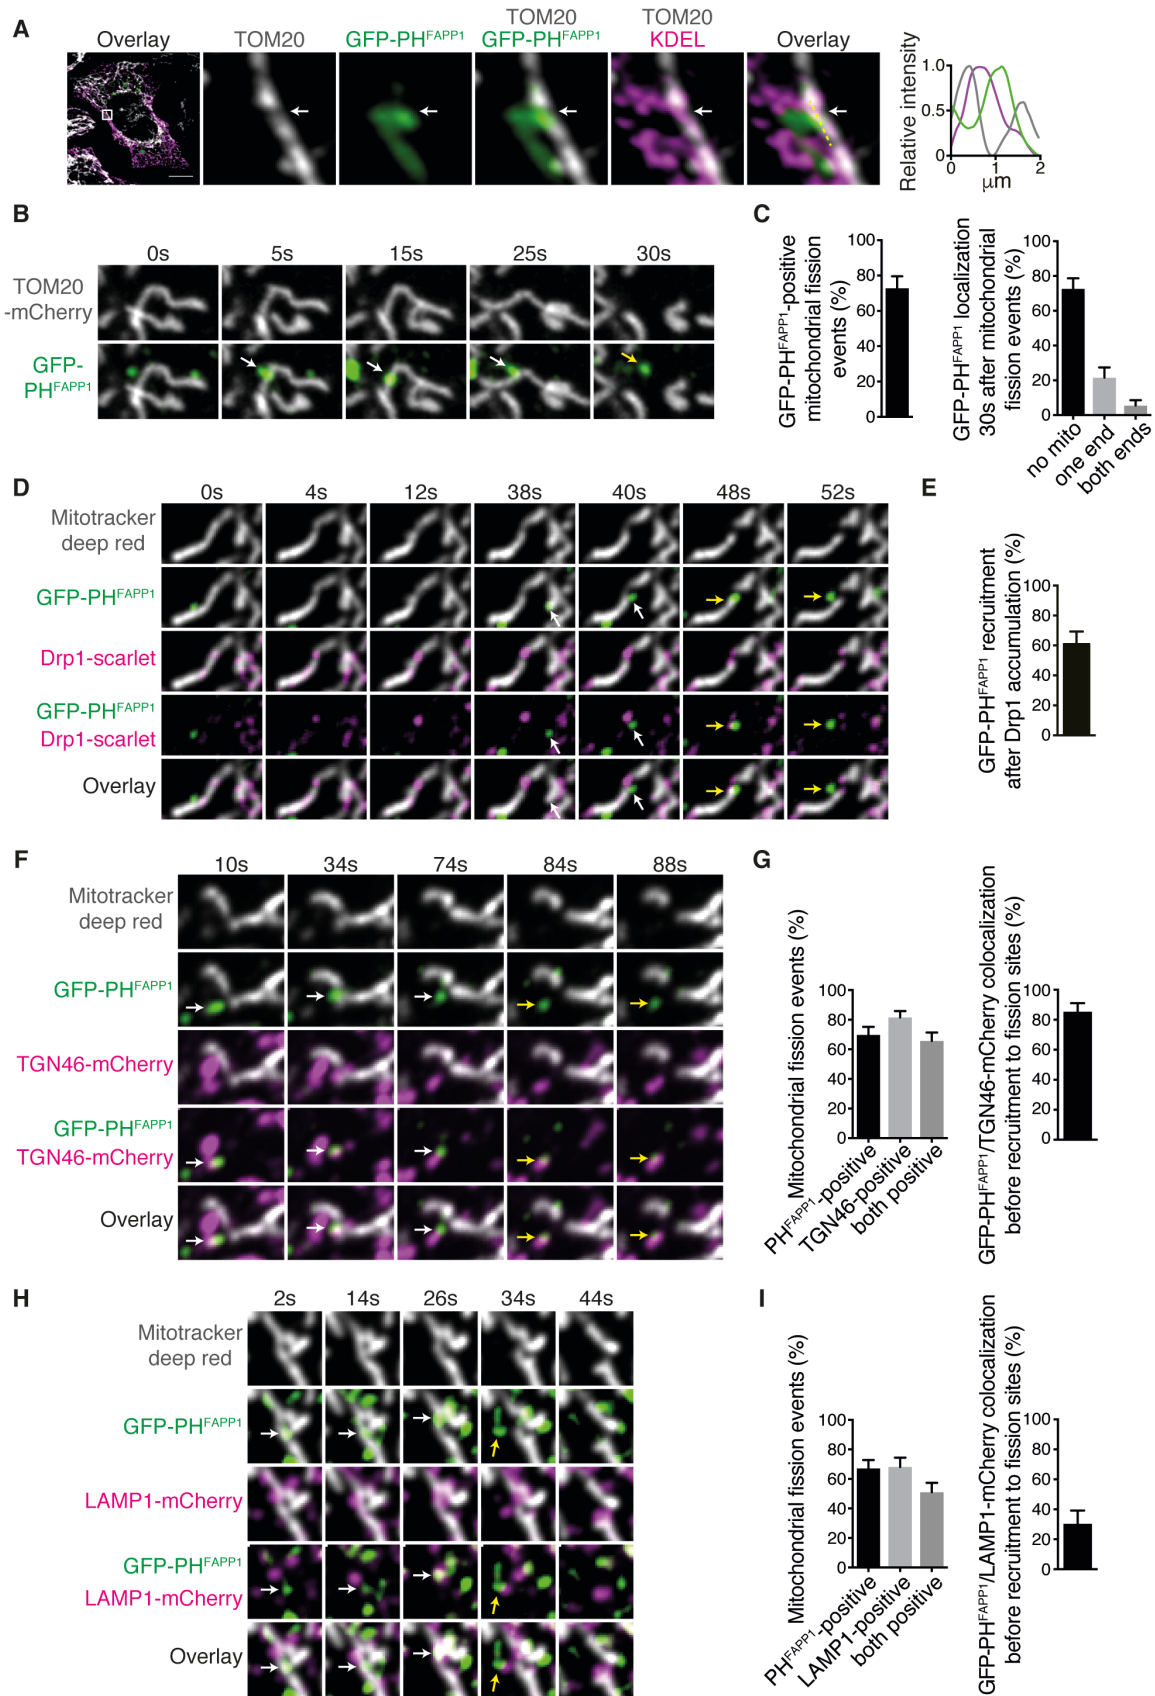 A
Overlay
TOM20
GFP-PHFAPP1
TOM20
GFP-PHFAPP1
TOM20
KDEL
Overlay
Relative intensity
1.0
0.5
0
0
1
2
μm
B
0s
5s
15s
25s
30s
TOM20
-mCherry
GFP-
PHFAPP1
C
GFP-PHFAPP1-positive
mitochondrial fission
events (%)
100
80
60
40
20
0
GFP-PHFAPP1 localization
30s after mitochondrial
fission events (%)
100
80
60
40
20
0
no mito
one end
both ends
D
0s
4s
12s
38s
40s
48s
52s
Mitotracker
deep red
GFP-PHFAPP1
Drp1-scarlet
GFP-PHFAPP1
Drp1-scarlet
Overlay
E
GFP-PHFAPP1 recruitment
after Drp1 accumulation (%)
100
80
60
40
20
0
F
10s
34s
74s
84s
88s
Mitotracker
deep red
GFP-PHFAPP1
TGN46-mCherry
GFP-PHFAPP1
TGN46-mCherry
Overlay
G
Mitochondrial fission events (%)
100
80
60
40
20
0
PHFAPP1-positive
TGN46-positive
both positive
GFP-PHFAPP1/TGN46-mCherry colocalization
before recruitment to fission sites (%)
100
80
60
40
20
0
H
2s
14s
26s
34s
44s
Mitotracker
deep red
GFP-PHFAPP1
LAMP1-mCherry
GFP-PHFAPP1
LAMP1-mCherry
Overlay
I
Mitochondrial fission events (%)
100
80
60
40
20
0
PHFAPP1-positive
LAMP1-positive
both positive
GFP-PHFAPP1/LAMP1-mCherry colocalization
before recruitment to fission sites (%)
100
80
60
40
20
0